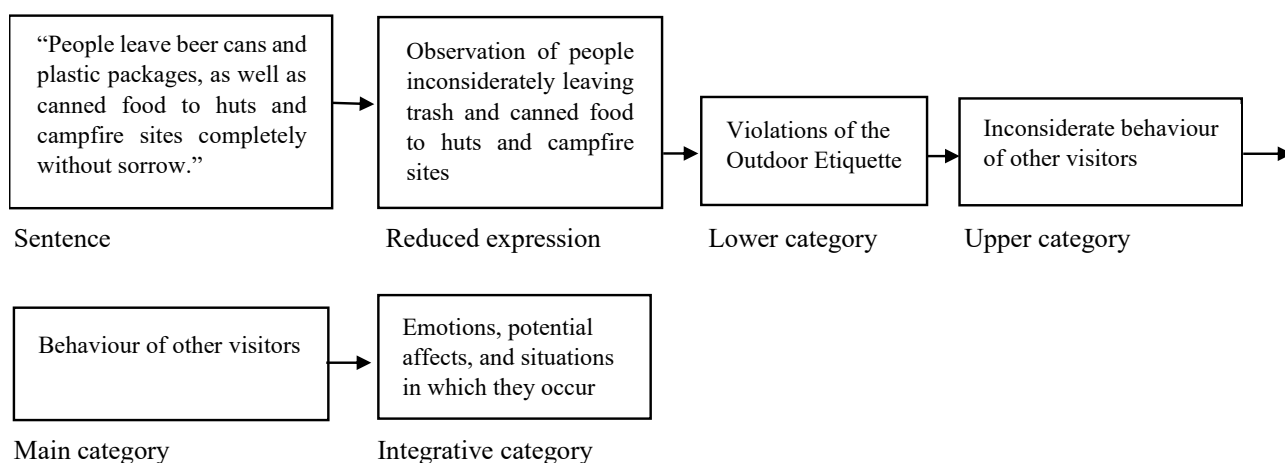 “People leave beer cans and
plastic packages, as well as
canned food to huts and
campfire sites completely
without sorrow.”
Sentence
Observation of people
inconsiderately leaving
trash and canned food
to huts and campfire
sites
Reduced expression
Violations of the
Outdoor Etiquette
Lower category
Inconsiderate behaviour
of other visitors
Upper category
Behaviour of other visitors
Main category
Emotions, potential
affects, and situations
in which they occur
Integrative category